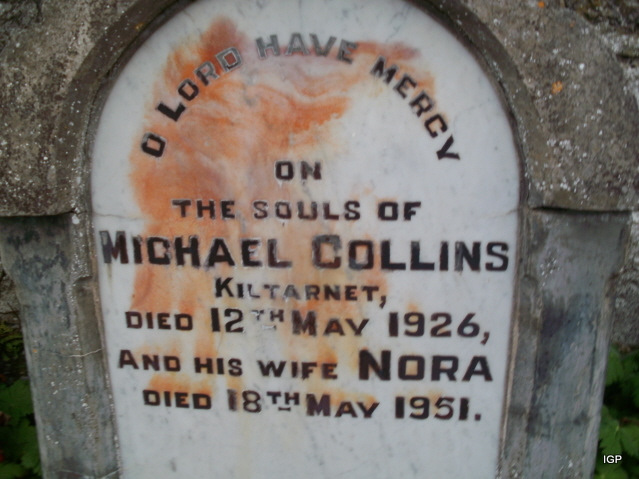 O LORD HAVE MERCY
ON
THE SOULS OF
MICHAEL COLLINS
KILTARNET,
DIED 12TH MAY 1926,
AND HIS WIFE NORA
DIED 18TH MAY 1951.
IGP